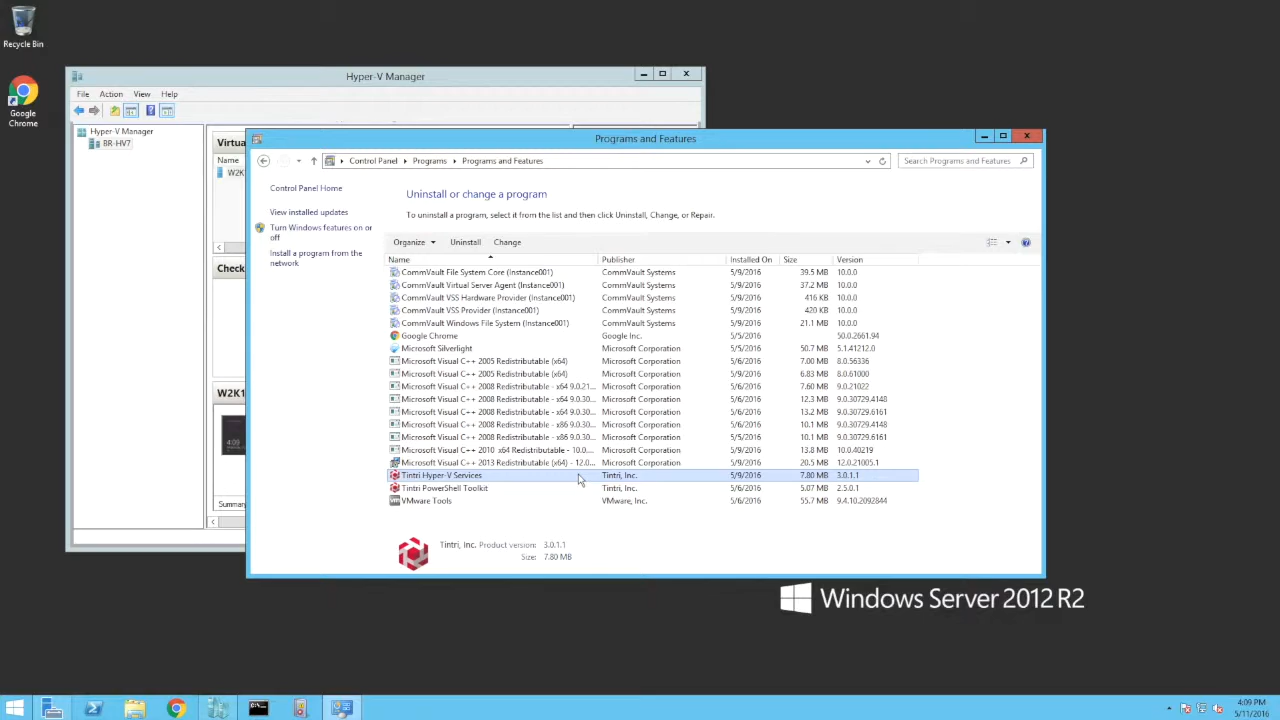 Recycle Bin
Google
Chrome
Hyper-V Manager
File Action View Help
Hyper-V Manager
BR-HV7
Virtua
Name
W2K
Check
W2K1
4:09
Summary
Programs and Features
Control Panel Programs Programs and Features
Search Programs and Features
Control Panel Home
View installed updates
Turn Windows features on or
off
Install a program from the
network
Uninstall or change a program
To uninstall a program, select it from the list and then click Uninstall, Change, or Repair.
Organize Uninstall Change
Name Publisher Installed On Size Version
CommVault File System Core (Instance001) CommVault Systems 5/9/2016 39.5 MB 10.0.0
CommVault Virtual Server Agent (Instance001) CommVault Systems 5/9/2016 37.2 MB 10.0.0
CommVault VSS Hardware Provider (Instance001) CommVault Systems 5/9/2016 416 KB 10.0.0
CommVault VSS Provider (Instance001) CommVault Systems 5/9/2016 420 KB 10.0.0
CommVault Windows File System (Instance001) CommVault Systems 5/9/2016 21.1 MB 10.0.0
Google Chrome Google Inc. 5/5/2016 50.0.2661.94
Microsoft Silverlight Microsoft Corporation 5/5/2016 50.7 MB 5.1.41212.0
Microsoft Visual C++ 2005 Redistributable (x64) Microsoft Corporation 5/6/2016 7.00 MB 8.0.56336
Microsoft Visual C++ 2005 Redistributable (x64) Microsoft Corporation 5/9/2016 6.83 MB 8.0.61000
Microsoft Visual C++ 2008 Redistributable - x64 9.0.21... Microsoft Corporation 5/6/2016 7.60 MB 9.0.21022
Microsoft Visual C++ 2008 Redistributable - x64 9.0.30... Microsoft Corporation 5/6/2016 12.3 MB 9.0.30729.4148
Microsoft Visual C++ 2008 Redistributable - x64 9.0.30... Microsoft Corporation 5/6/2016 13.2 MB 9.0.30729.6161
Microsoft Visual C++ 2008 Redistributable - x86 9.0.30... Microsoft Corporation 5/6/2016 10.1 MB 9.0.30729.4148
Microsoft Visual C++ 2008 Redistributable - x86 9.0.30... Microsoft Corporation 5/5/2016 10.1 MB 9.0.30729.6161
Microsoft Visual C++ 2010 x64 Redistributable - 10.0.... Microsoft Corporation 5/9/2016 13.8 MB 10.0.40219
Microsoft Visual C++ 2013 Redistributable (x64) - 12.0... Microsoft Corporation 5/9/2016 20.5 MB 12.0.21005.1
Tintri Hyper-V Services Tintri, Inc. 5/9/2016 7.80 MB 3.0.1.1
Tintri PowerShell Toolkit Tintri, Inc. 5/6/2016 5.07 MB 2.5.0.1
VMware Tools VMware, Inc. 5/6/2016 55.7 MB 9.4.10.2092844
Tintri, Inc. Product version: 3.0.1.1
Size: 7.80 MB
Windows Server 2012 R2
4:09 PM
5/11/2016